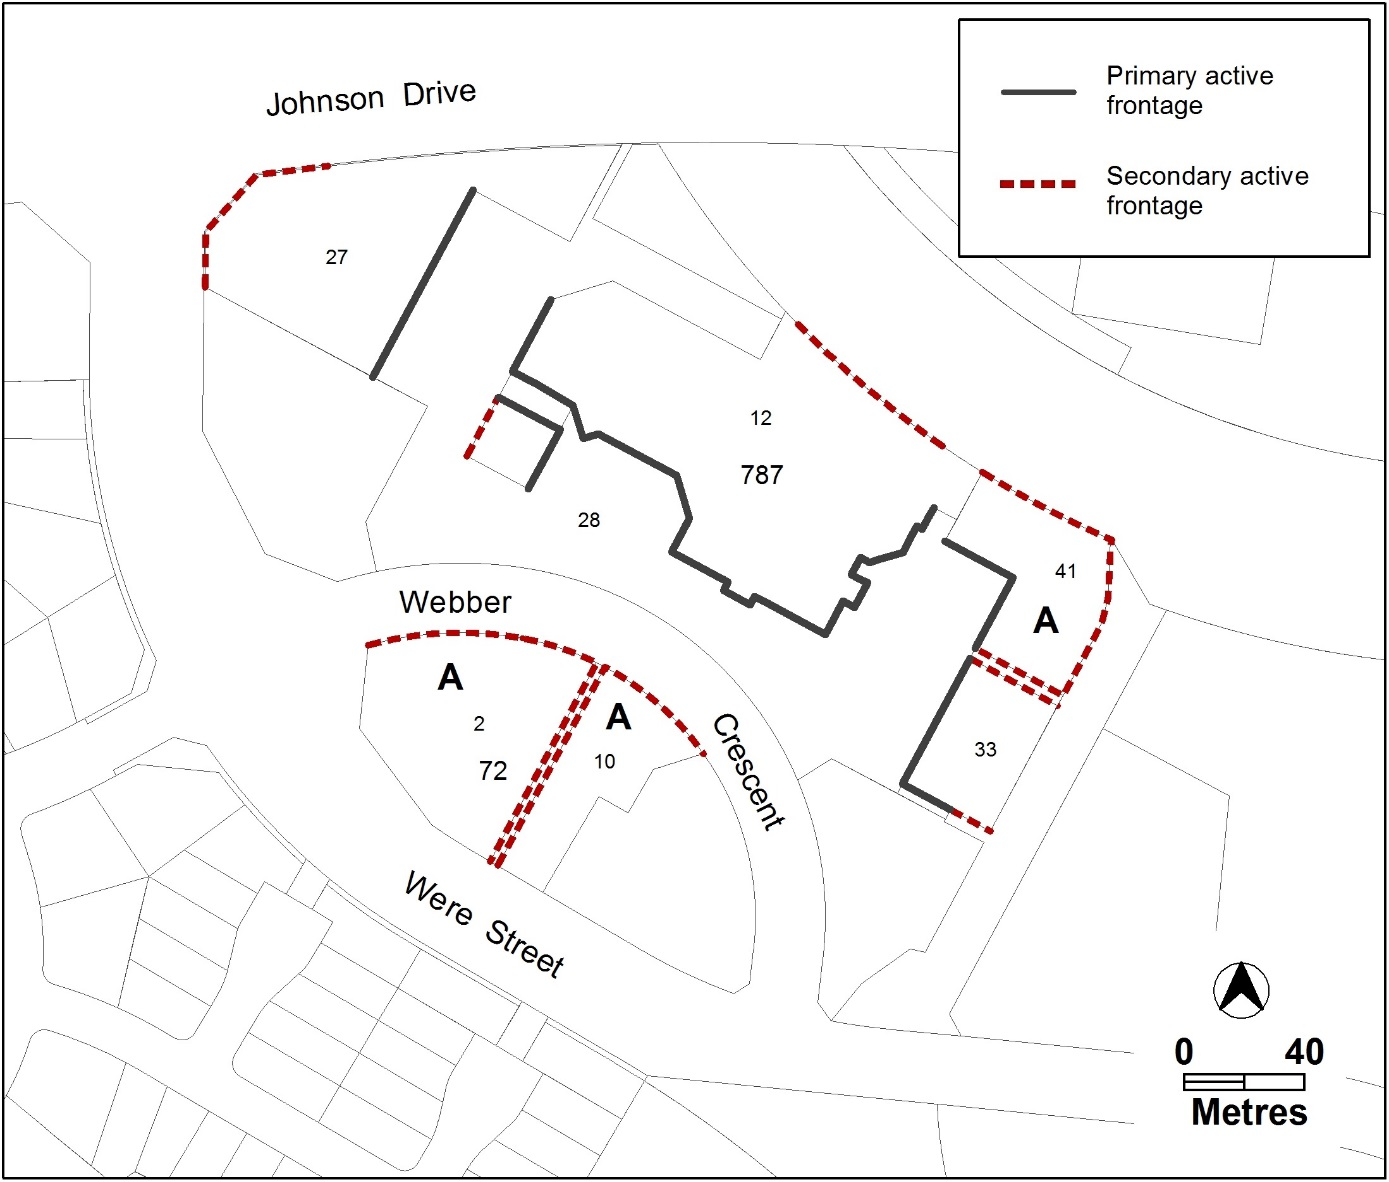 Johnson Drive
Primary active
frontage
Secondary active
frontage
27
12
787
28
41
A
Webber
A
2
72
A
10
Crescent
33
Were Street
0 40
Metres